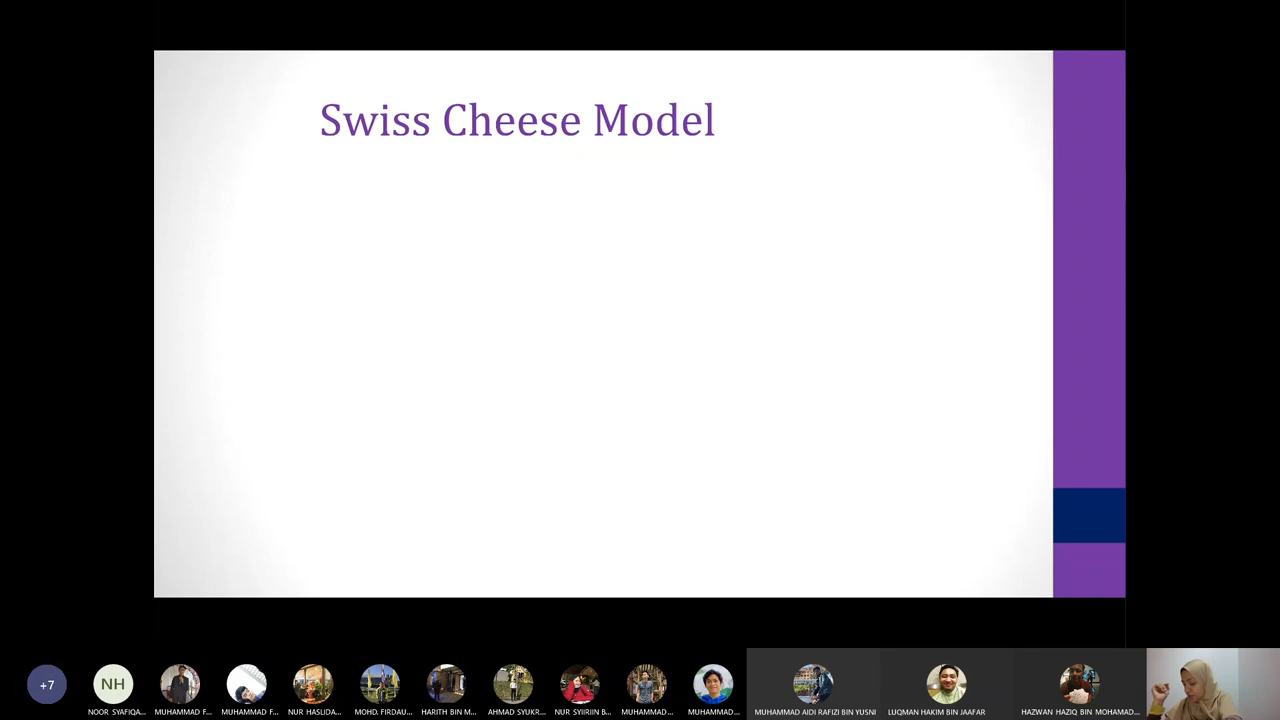 Swiss Cheese Model
+7
NH
NOOR SYAFIQA...
MUHAMMAD F...
MUHAMMAD F...
NUR HASLIDA...
MOHD. FIRDAU...
HARITH BIN M...
AHMAD SYUKR...
NUR SYIIRIIN B...
MUHAMMAD...
MUHAMMAD...
MUHAMMAD AIDI RAFIZI BIN YUSNI
LUQMAN HAKIM BIN JAAFAR
HAZWAN HAZIQ BIN MOHAMAD...